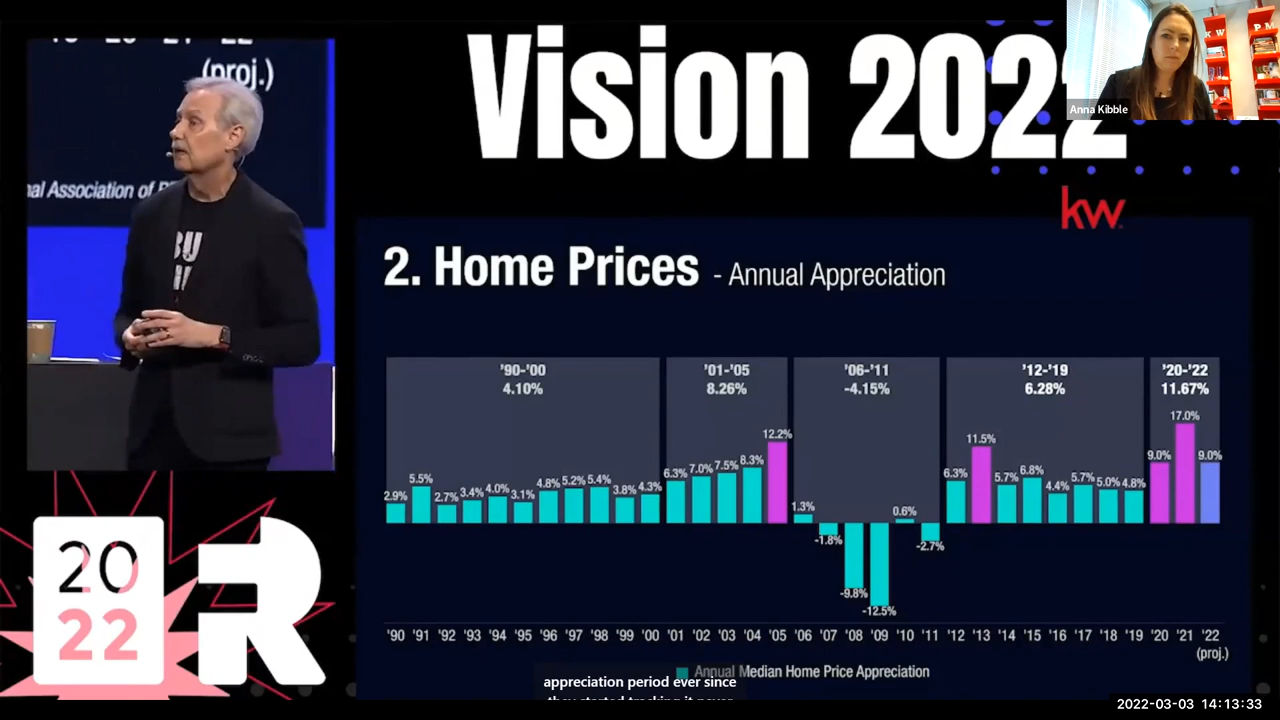 (proj.)
nal Association of
BU
Vision 2022
KW
PM
Anna Kibble
kw
2. Home Prices - Annual Appreciation
'90-'00
4.10%
'01-'05
8.26%
'06-'11
-4.15%
'12-'19
6.28%
'20-'22
11.67%
2.9% 5.5% 2.7% 3.4% 4.0% 3.1% 4.8% 5.2% 5.4% 3.8% 4.3% 6.3% 7.0% 7.5% 8.3% 12.2% 1.3% -1.8% -9.8% -12.5% 0.6% -2.7% 6.3% 11.5% 5.7% 6.8% 4.4% 5.7% 5.0% 4.8% 9.0% 17.0% 9.0%
'90 '91 '92 '93 '94 '95 '96 '97 '98 '99 '00 '01 '02 '03 '04 '05 '06 '07 '08 '09 '10 '11 '12 '13 '14 '15 '16 '17 '18 '19 '20 '21 '22
(proj.)
Annual Median Home Price Appreciation
appreciation period ever since
20
22
R
2022-03-03 14:13:33